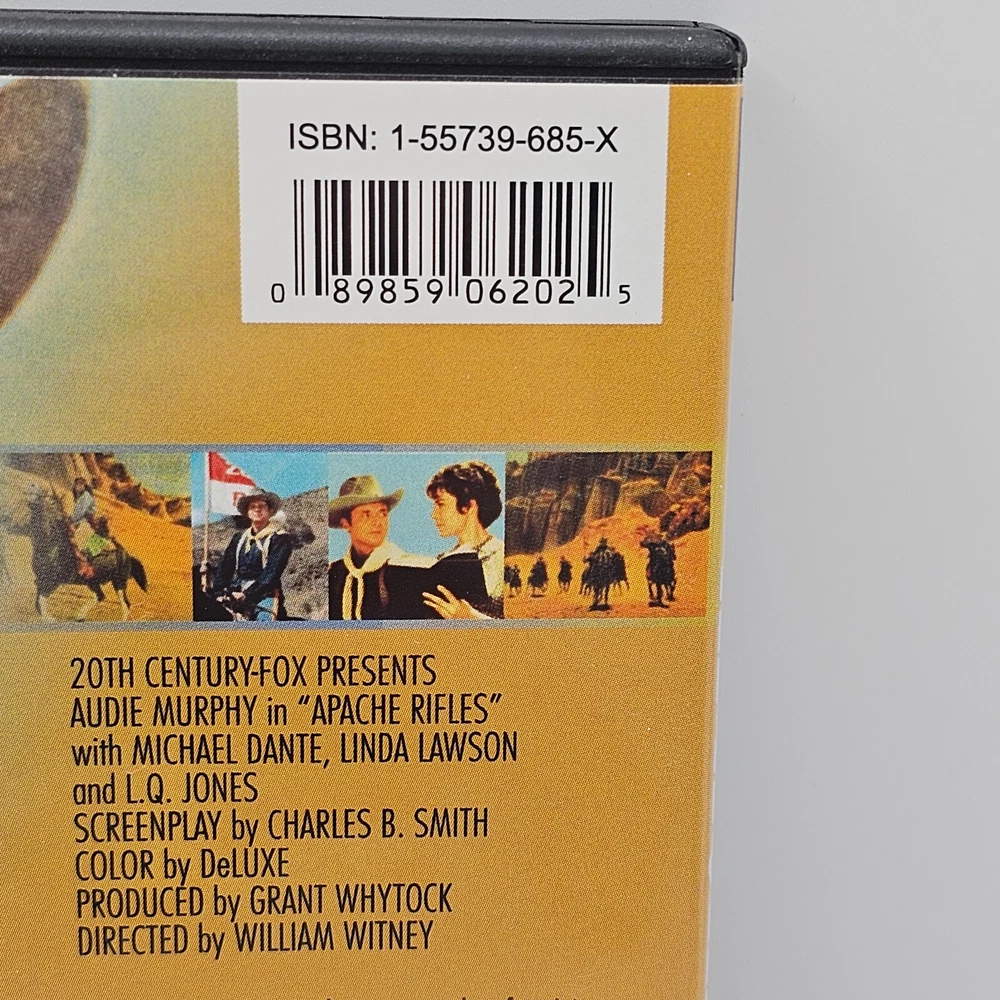 ISBN: 1-55739-685-X
0 89859 06202 5
20TH CENTURY-FOX PRESENTS
AUDIE MURPHY in “APACHE RIFLES”
with MICHAEL DANTE, LINDA LAWSON
and L.Q. JONES
SCREENPLAY by CHARLES B. SMITH
COLOR by DeLUXE
PRODUCED by GRANT WHYTOCK
DIRECTED by WILLIAM WITNEY